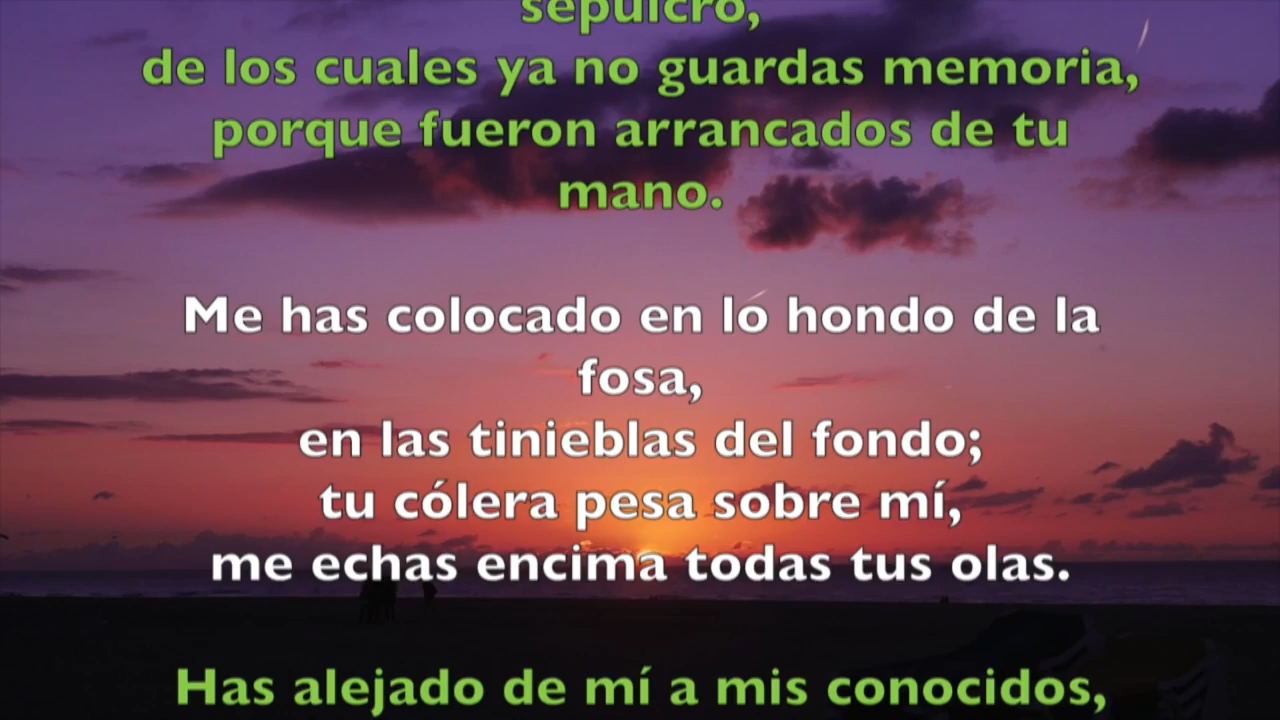 sepulcro,
de los cuales ya no guardas memoria,
porque fueron arrancados de tu
mano.
Me has colocado en lo hondo de la
fosa,
en las tinieblas del fondo;
tu cólera pesa sobre mí,
me echas encima todas tus olas.
Has alejado de mí a mis conocidos,